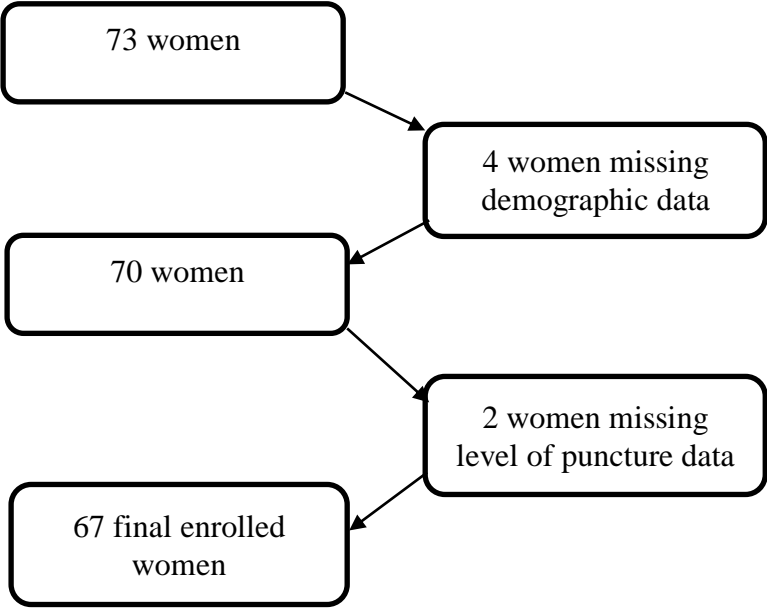 73 women
4 women missing
demographic data
70 women
2 women missing
level of puncture data
67 final enrolled
women